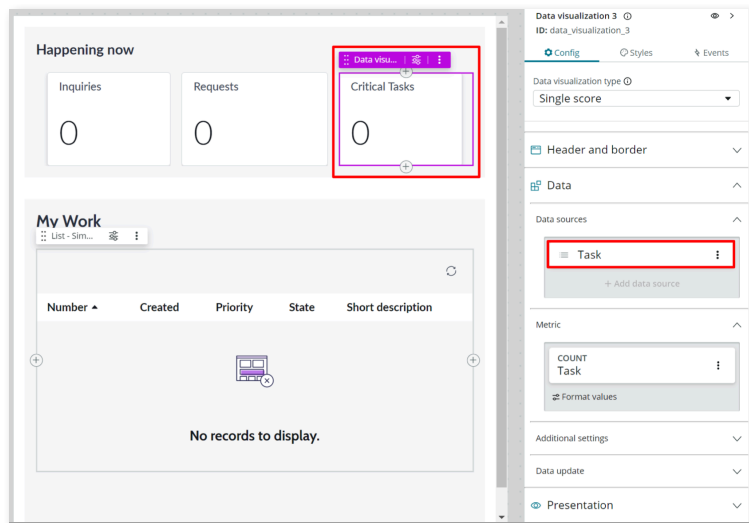 Happening now
Data visu...
Inquiries
Requests
Critical Tasks
0
0
0
My Work
List - Sim...
Number
Created
Priority
State
Short description
No records to display.
Data visualization 3
ID: data_visualization_3
Config
Styles
Events
Data visualization type
Single score
Header and border
Data
Data sources
Task
+ Add data source
Metric
COUNT
Task
Format values
Additional settings
Data update
Presentation